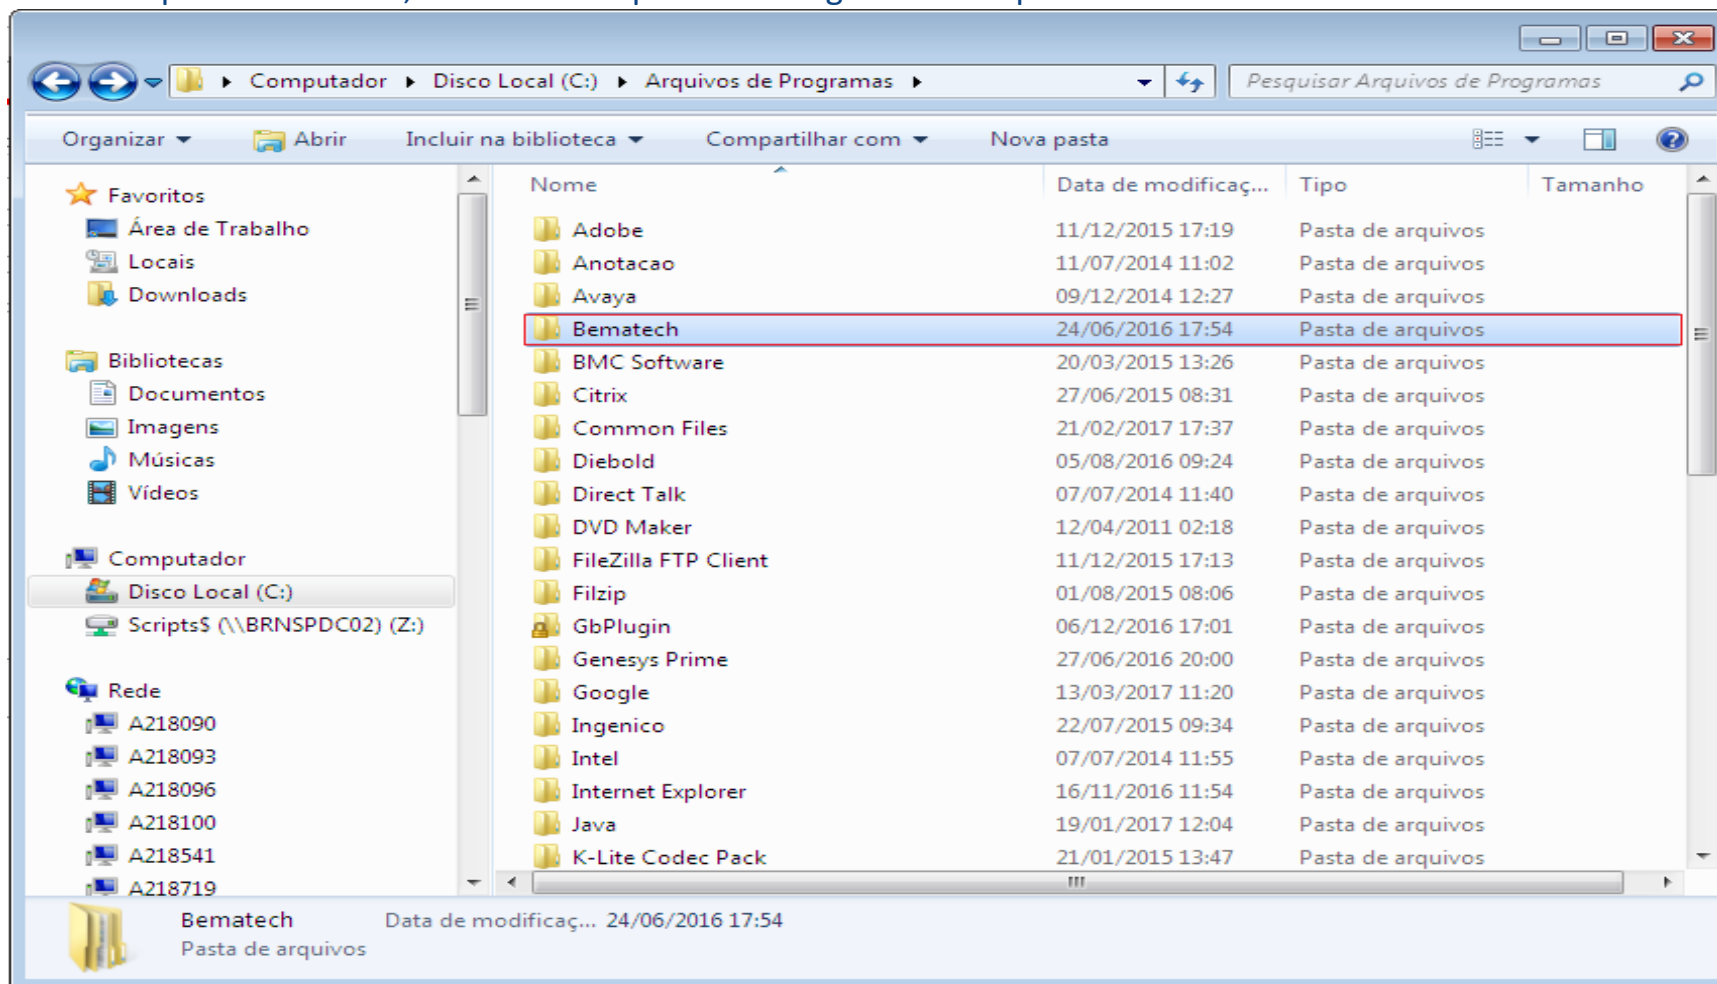 Computador Disco Local (C:) Arquivos de Programas Pesquisar Arquivos de Programas
Organizar Abrir Incluir na biblioteca Compartilhar com Nova pasta
Favoritos
Área de Trabalho
Locais
Downloads
Bibliotecas
Documentos
Imagens
Músicas
Vídeos
Computador
Disco Local (C:)
Scripts$ (\\BRNSPDC02) (Z:)
Rede
A218090
A218093
A218096
A218100
A218541
A218719
Nome Data de modificaç... Tipo Tamanho
Adobe 11/12/2015 17:19 Pasta de arquivos
Anotacao 11/07/2014 11:02 Pasta de arquivos
Avaya 09/12/2014 12:27 Pasta de arquivos
Bematech 24/06/2016 17:54 Pasta de arquivos
BMC Software 20/03/2015 13:26 Pasta de arquivos
Citrix 27/06/2015 08:31 Pasta de arquivos
Common Files 21/02/2017 17:37 Pasta de arquivos
Diebold 05/08/2016 09:24 Pasta de arquivos
Direct Talk 07/07/2014 11:40 Pasta de arquivos
DVD Maker 12/04/2011 02:18 Pasta de arquivos
FileZilla FTP Client 11/12/2015 17:13 Pasta de arquivos
Filzip 01/08/2015 08:06 Pasta de arquivos
GbPlugin 06/12/2016 17:01 Pasta de arquivos
Genesys Prime 27/06/2016 20:00 Pasta de arquivos
Google 13/03/2017 11:20 Pasta de arquivos
Ingenico 22/07/2015 09:34 Pasta de arquivos
Intel 07/07/2014 11:55 Pasta de arquivos
Internet Explorer 16/11/2016 11:54 Pasta de arquivos
Java 19/01/2017 12:04 Pasta de arquivos
K-Lite Codec Pack 21/01/2015 13:47 Pasta de arquivos
Bematech Data de modificaç... 24/06/2016 17:54
Pasta de arquivos